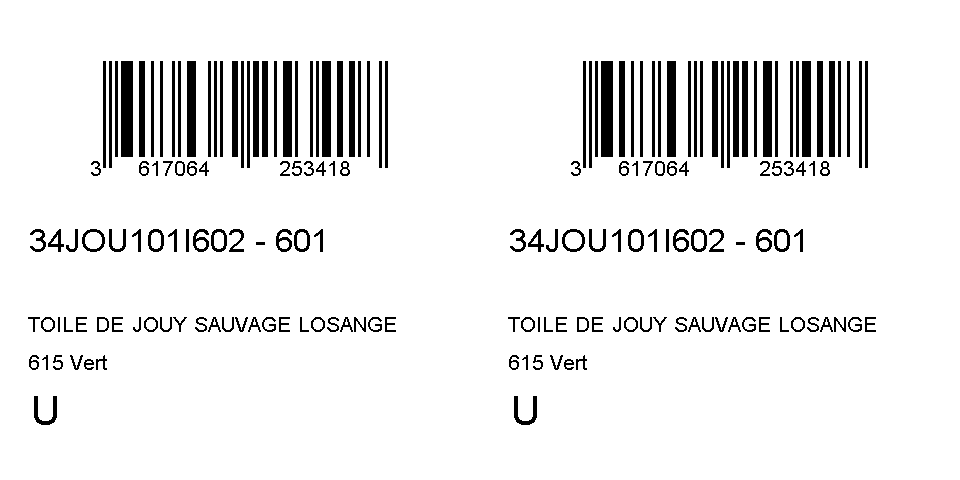 3 617064 253418
34JOU101I602 - 601
TOILE DE JOUY SAUVAGE LOSANGE
615 Vert
U
3 617064 253418
34JOU101I602 - 601
TOILE DE JOUY SAUVAGE LOSANGE
615 Vert
U